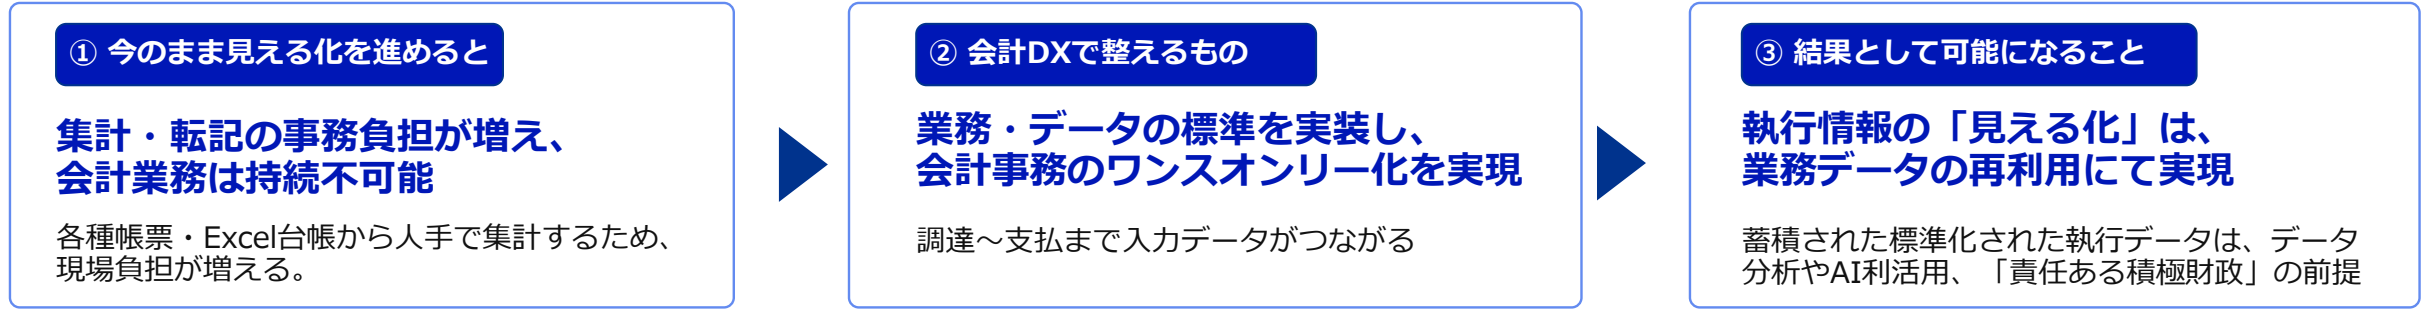 ① 今のまま見える化を進めると
集計・転記の事務負担が増え、
会計業務は持続不可能
各種帳票・Excel台帳から人手で集計するため、
現場負担が増える。
② 会計DXで整えるもの
業務・データの標準を実装し、
会計事務のワンスオンリー化を実現
調達～支払まで入力データがつながる
③ 結果として可能になること
執行情報の「見える化」は、
業務データの再利用にて実現
蓄積された標準化された執行データは、データ
分析やAI利活用、「責任ある積極財政」の前提